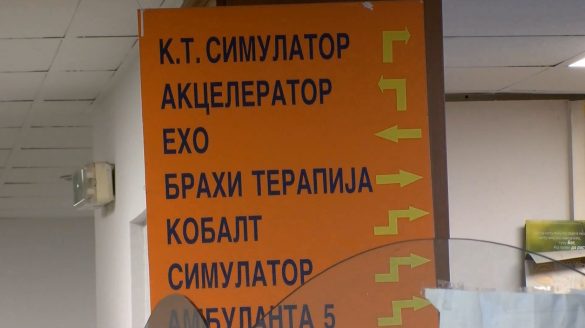 К.Т. СИМУЛАТОР
АКЦЕЛЕРАТОР
ЕХО
БРАХИ ТЕРАПИЈА
КОБАЛТ
СИМУЛАТОР
АМБУЛАНТА 5